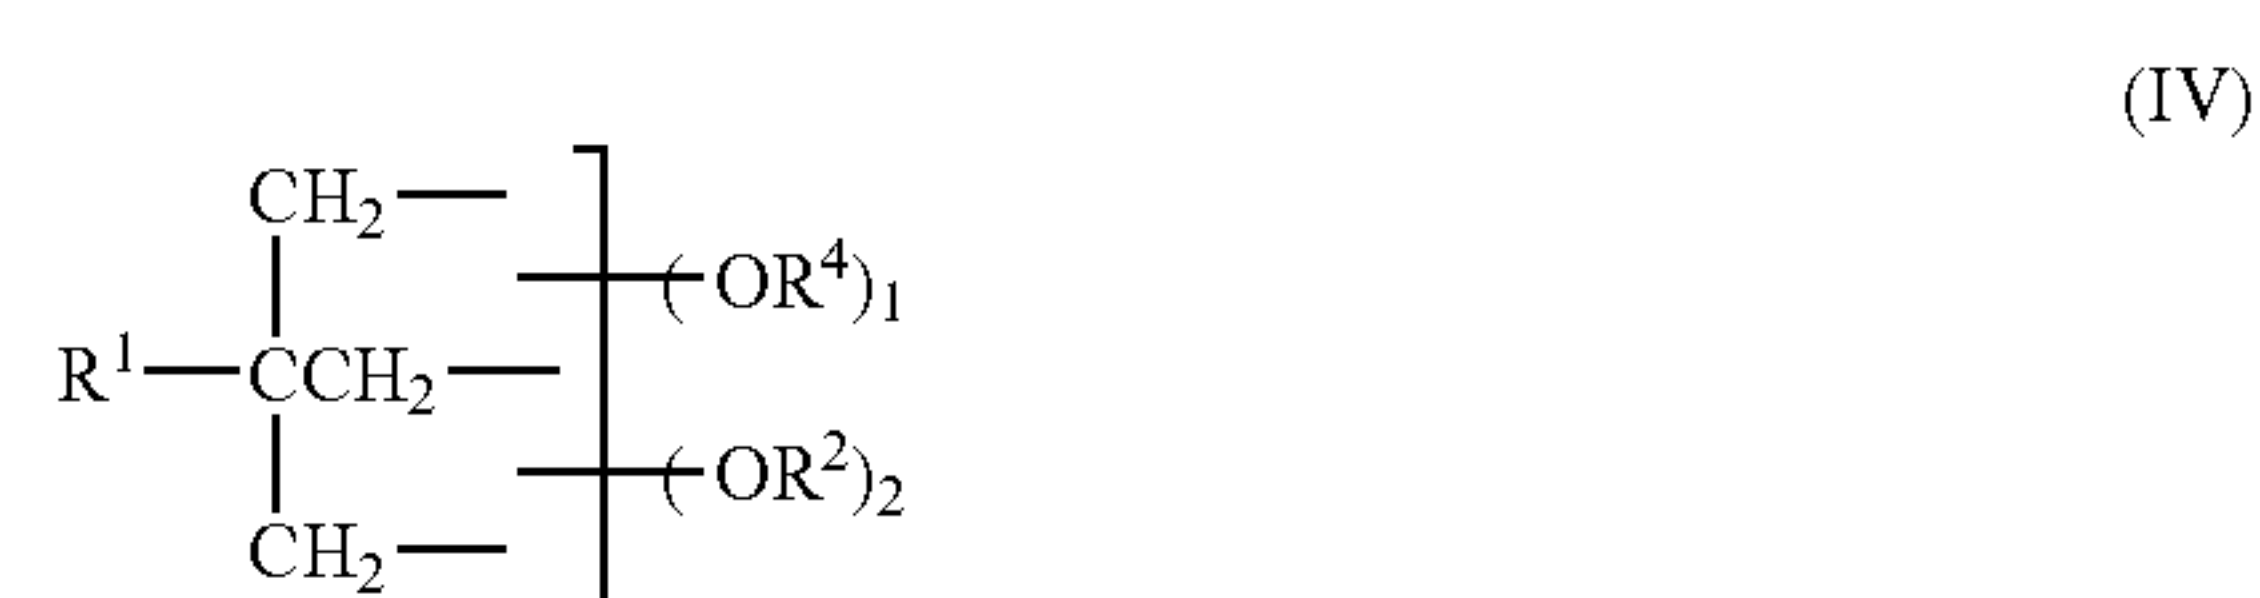 (IV)
CH₂
(OR⁴)₁
R¹—CCH₂
(OR²)₂
CH₂